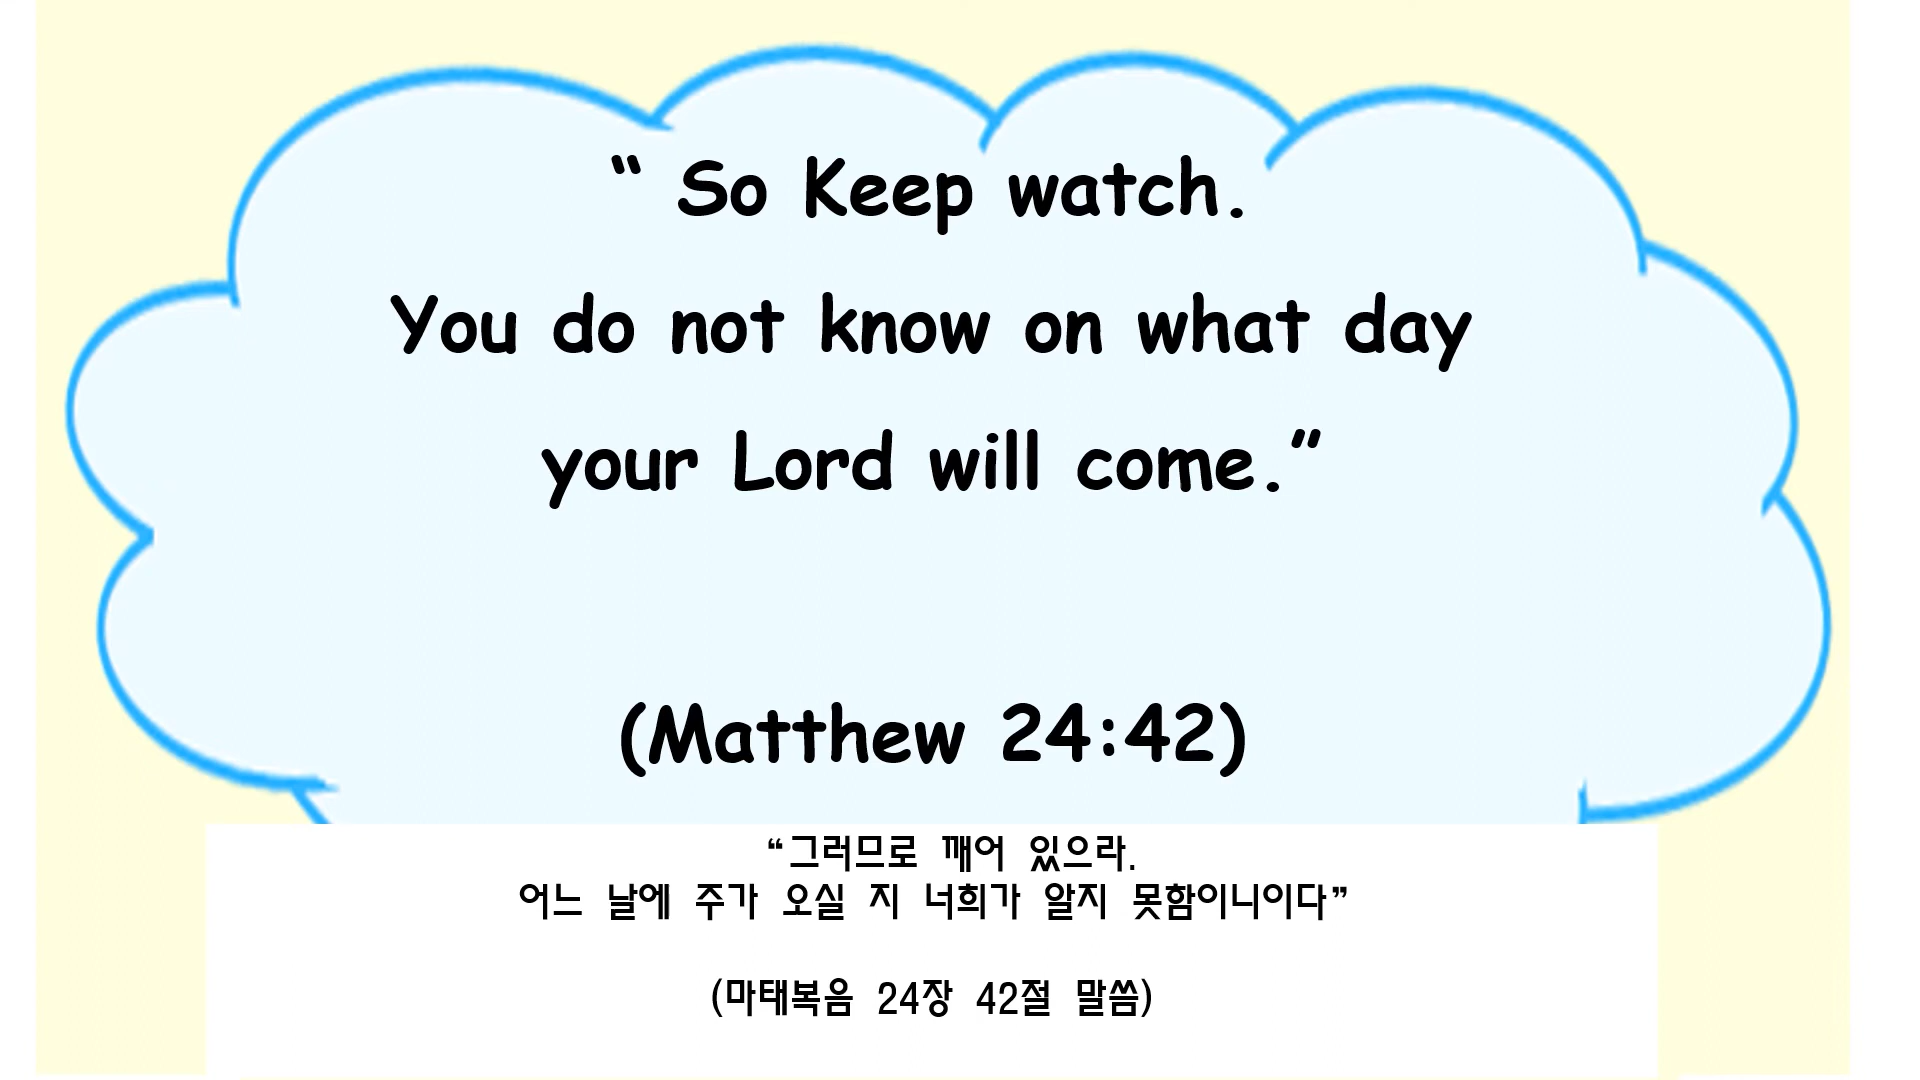 “ So Keep watch.
You do not know on what day
your Lord will come.”
(Matthew 24:42)
“그러므로 깨어 있으라.
어느 날에 주가 오실 지 너희가 알지 못함이니이다”
(마태복음 24장 42절 말씀)